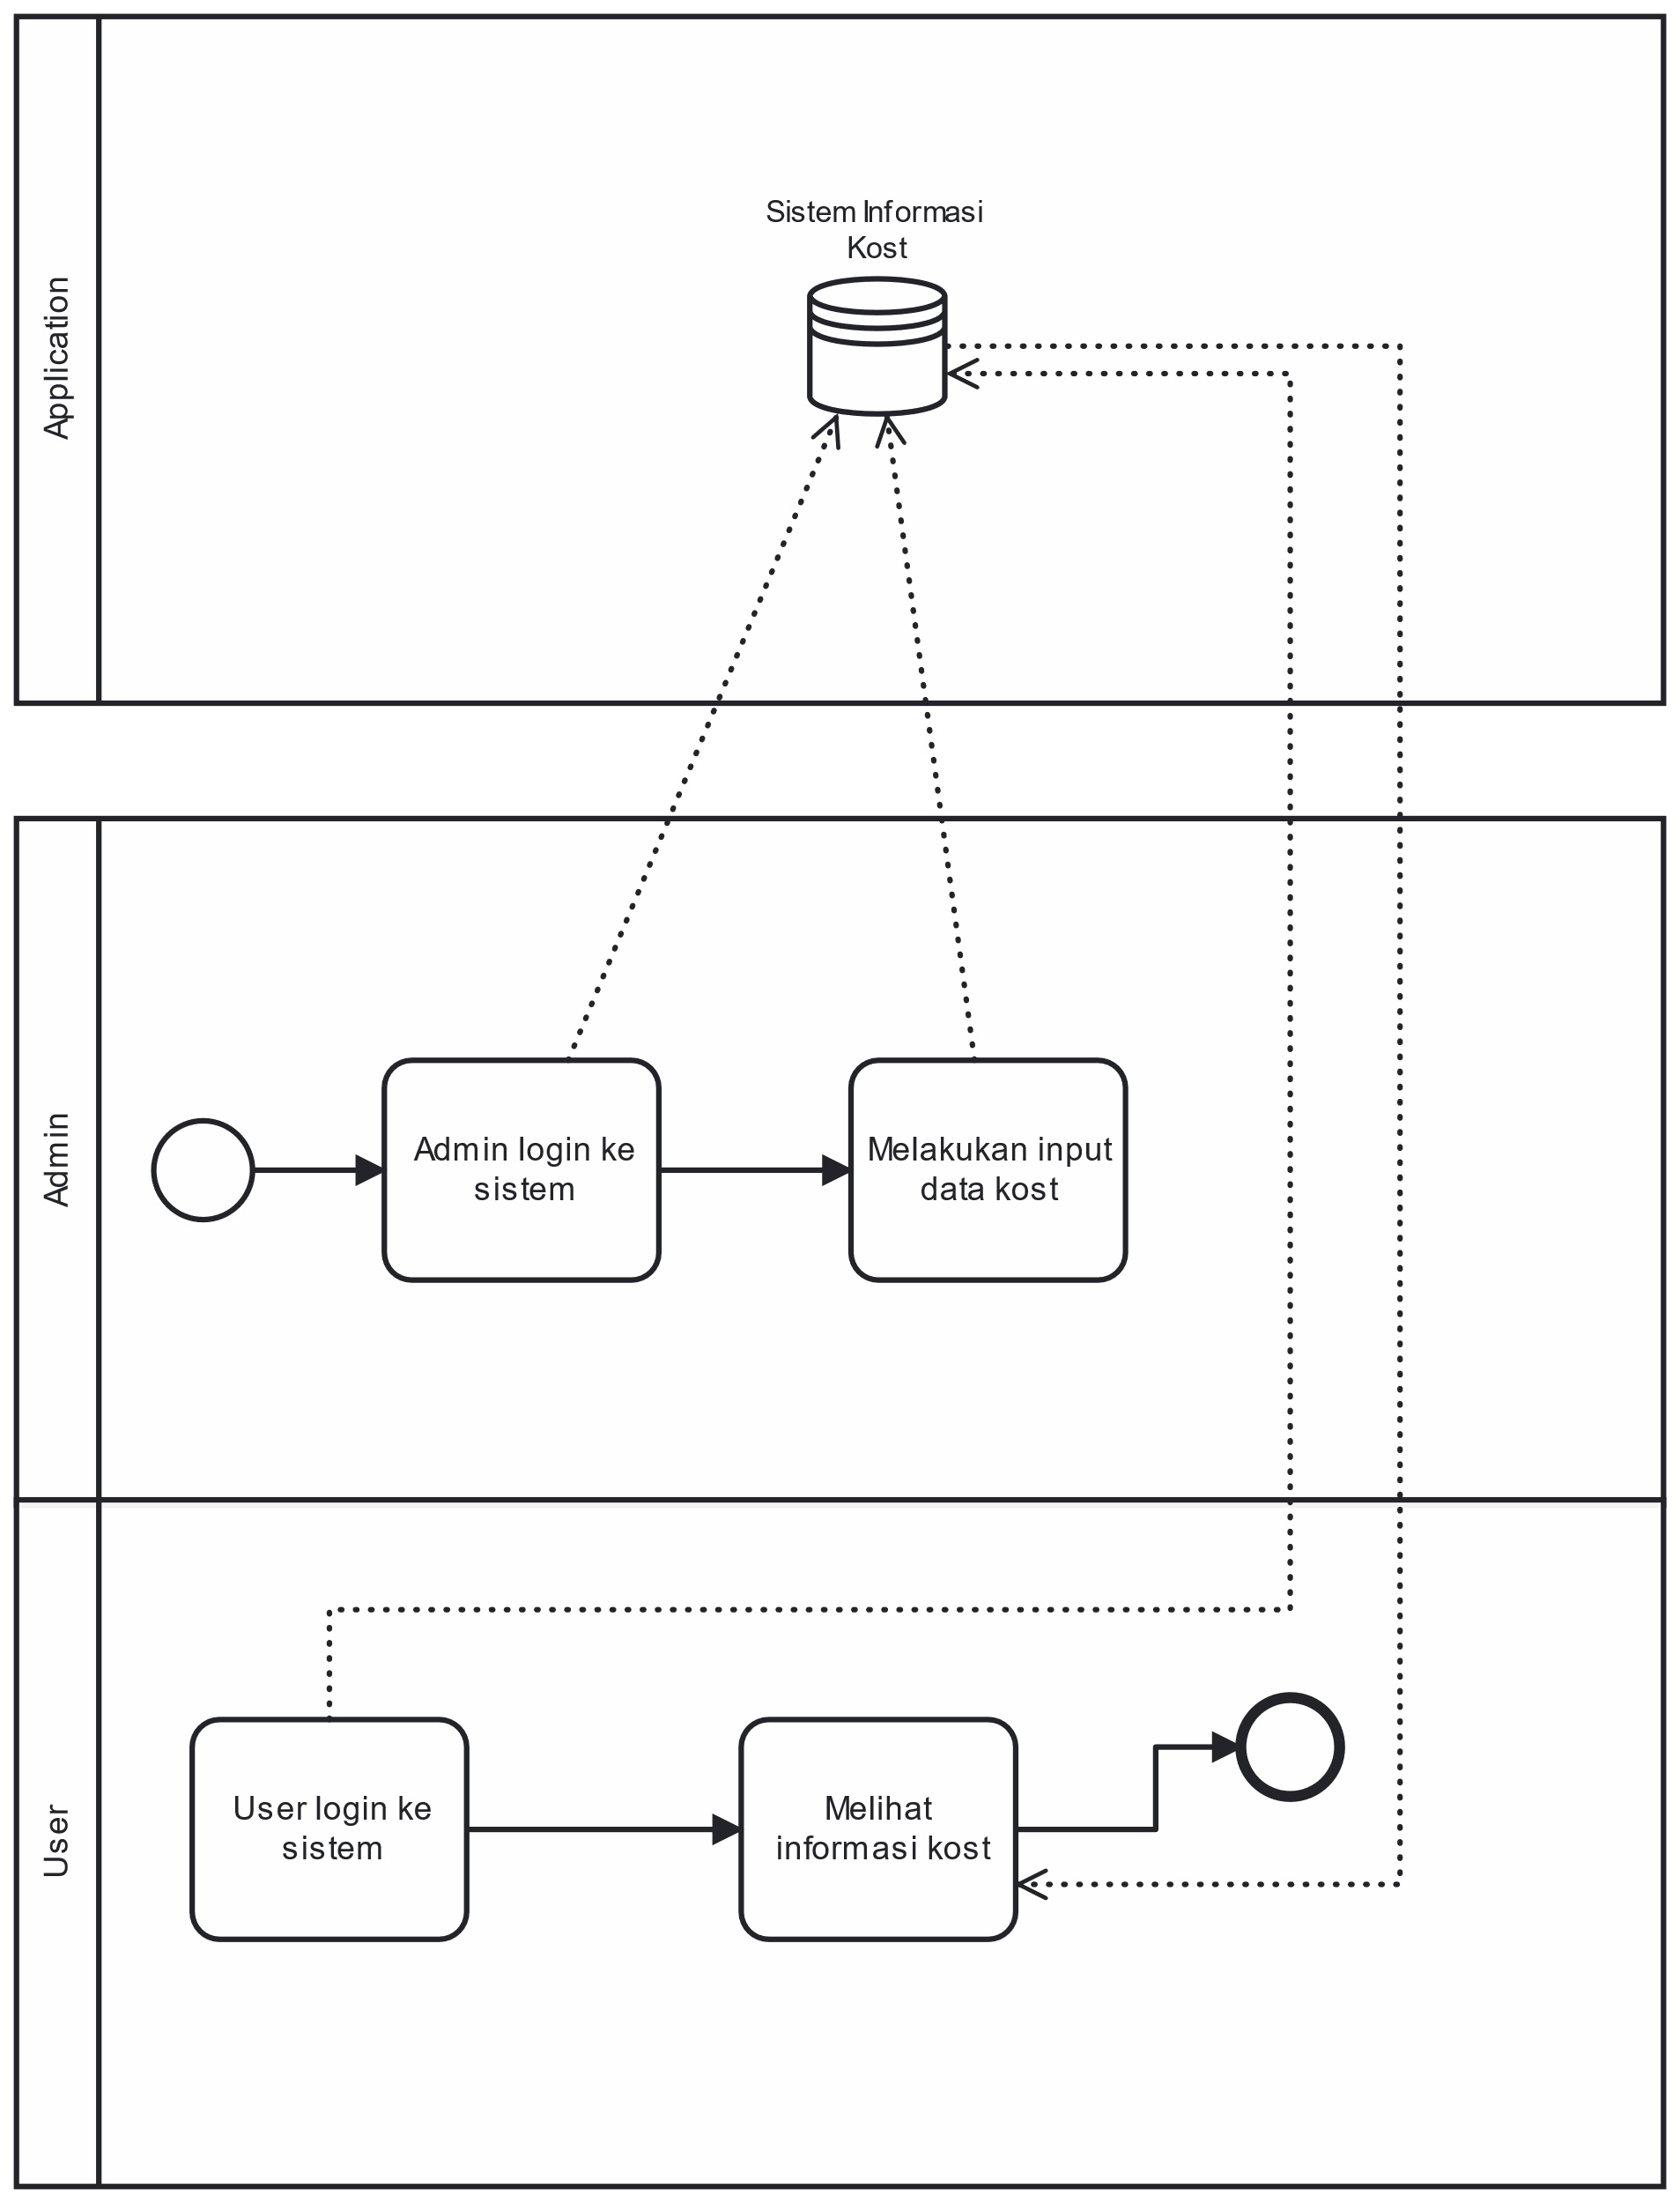 Application
Sistem Informasi
Kost
Admin
Admin login ke
sistem
Melakukan input
data kost
User
User login ke
sistem
Melihat
informasi kost